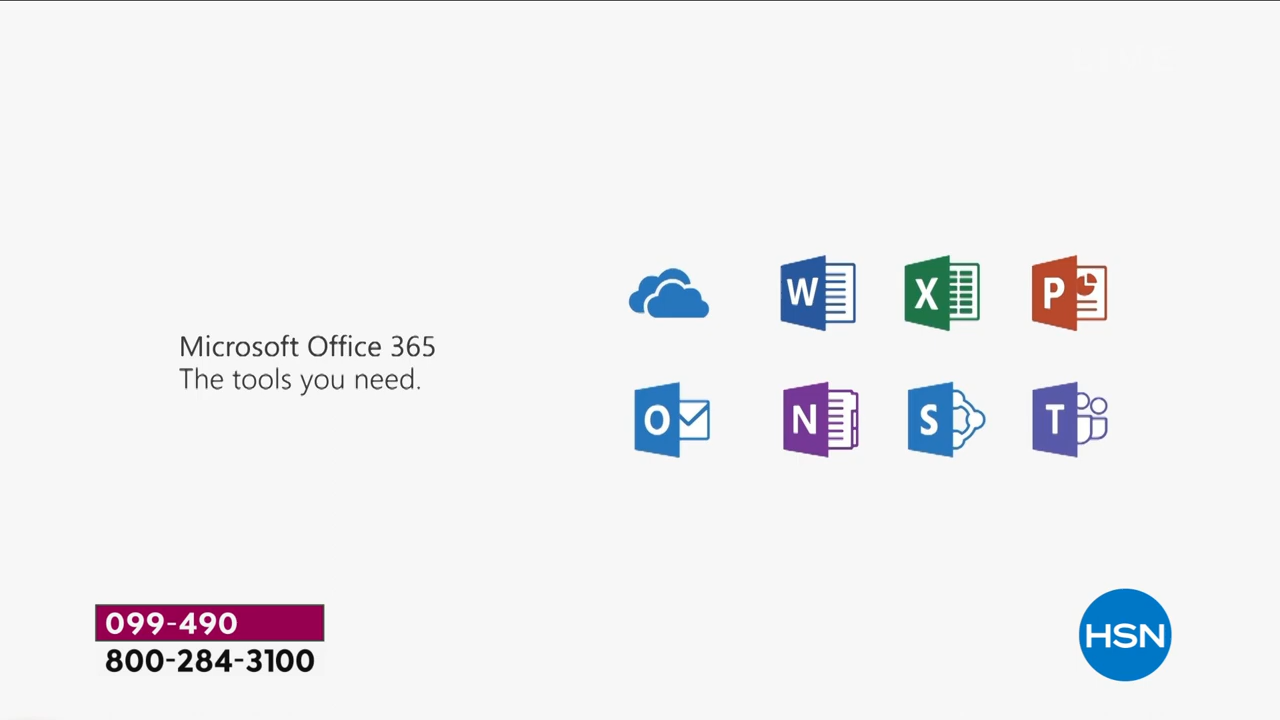 Microsoft Office 365
The tools you need.
W
X
P
O
N
S
T
099-490
800-284-3100
HSN